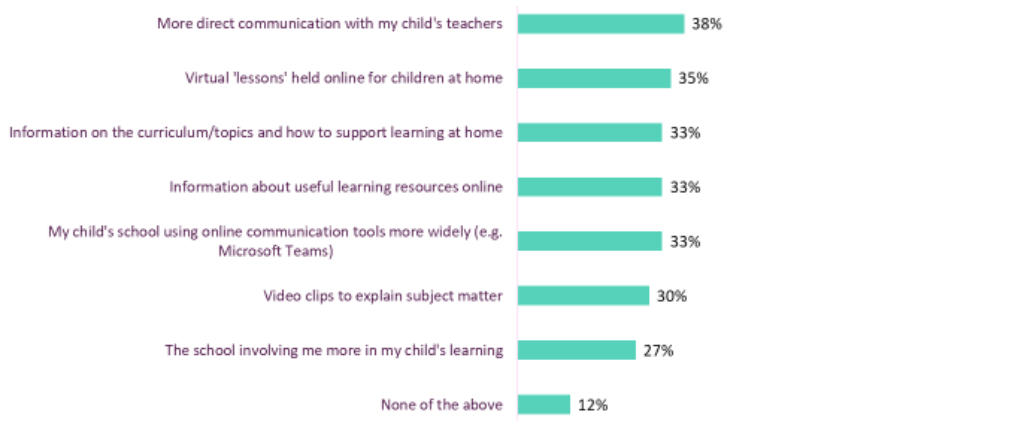 More direct communication with my child's teachers 38%
Virtual 'lessons' held online for children at home 35%
Information on the curriculum/topics and how to support learning at home 33%
Information about useful learning resources online 33%
My child's school using online communication tools more widely (e.g.
Microsoft Teams) 33%
Video clips to explain subject matter 30%
The school involving me more in my child's learning 27%
None of the above 12%